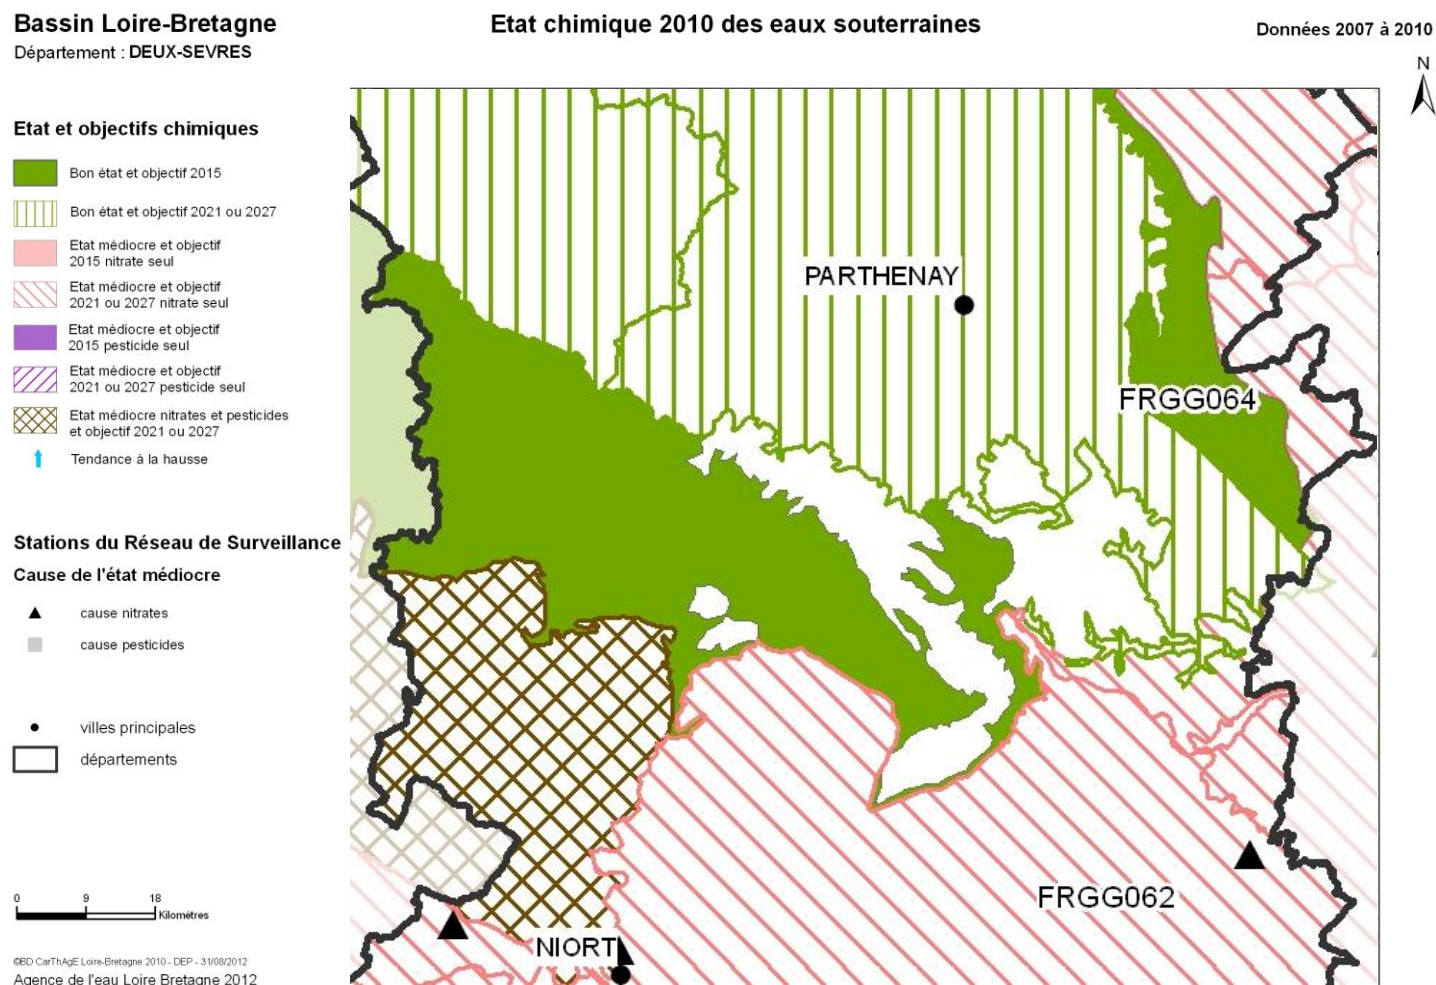 Bassin Loire-Bretagne
Département : DEUX-SEVRES
Etat chimique 2010 des eaux souterraines
Données 2007 à 2010
N
Etat et objectifs chimiques
Bon état et objectif 2015
Bon état et objectif 2021 ou 2027
Etat médiocre et objectif
2015 nitrate seul
Etat médiocre et objectif
2021 ou 2027 nitrate seul
Etat médiocre et objectif
2015 pesticide seul
Etat médiocre et objectif
2021 ou 2027 pesticide seul
Etat médiocre nitrates et pesticides
et objectif 2021 ou 2027
Tendance à la hausse
Stations du Réseau de Surveillance
Cause de l'état médiocre
cause nitrates
cause pesticides
villes principales
départements
0 9 18
Kilométres
©BD CarThAgE Loire-Bretagne 2010 - DEP - 31/08/2012
Agence de l'eau Loire Bretagne 2012
PARTHENAY
FRGG064
FRGG062
NIORT